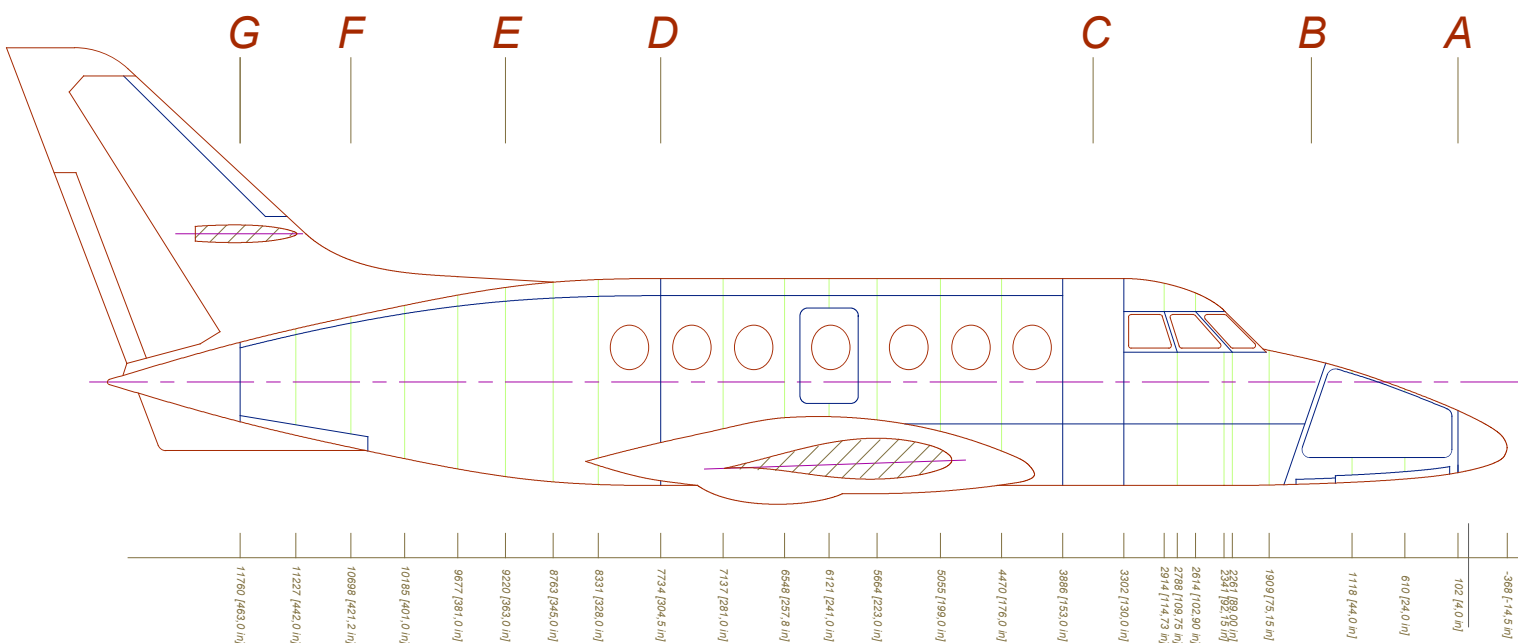 G F E D C B A
11760 [463,0 in]
11227 [442,0 in]
10698 [421,2 in]
10185 [401,0 in]
9677 [381,0 in]
9220 [363,0 in]
8763 [345,0 in]
8331 [328,0 in]
7734 [304,5 in]
7137 [281,0 in]
6548 [257,8 in]
6121 [241,0 in]
5664 [223,0 in]
5055 [199,0 in]
4470 [176,0 in]
3886 [153,0 in]
3302 [130,0 in]
2914 [114,73 in]
2788 [109,75 in]
2614 [102,90 in]
2341 [92,15 in]
2261 [89,00 in]
1909 [75,15 in]
1118 [44,0 in]
610 [24,0 in]
102 [4,0 in]
-368 [-14,5 in]